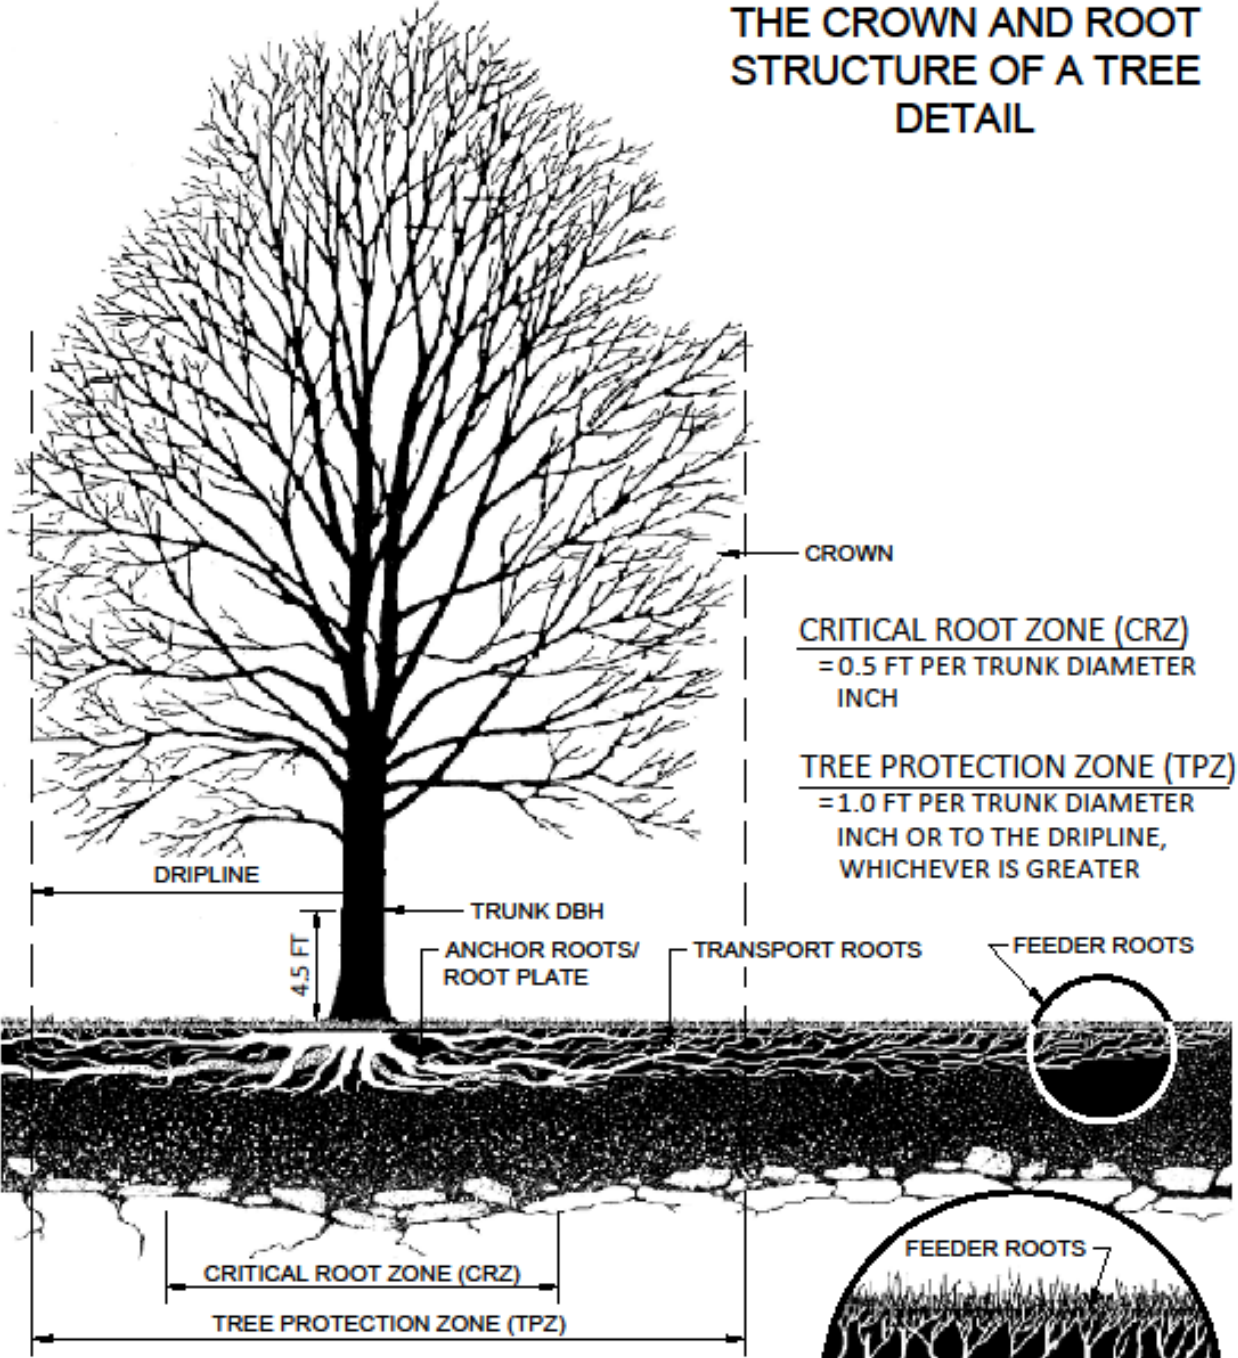 THE CROWN AND ROOT
STRUCTURE OF A TREE
DETAIL
CROWN
CRITICAL ROOT ZONE (CRZ)
= 0.5 FT PER TRUNK DIAMETER
INCH
TREE PROTECTION ZONE (TPZ)
= 1.0 FT PER TRUNK DIAMETER
INCH OR TO THE DRIPLINE,
WHICHEVER IS GREATER
DRIPLINE
TRUNK DBH
4.5 FT
ANCHOR ROOTS/
ROOT PLATE
TRANSPORT ROOTS
FEEDER ROOTS
FEEDER ROOTS
CRITICAL ROOT ZONE (CRZ)
TREE PROTECTION ZONE (TPZ)